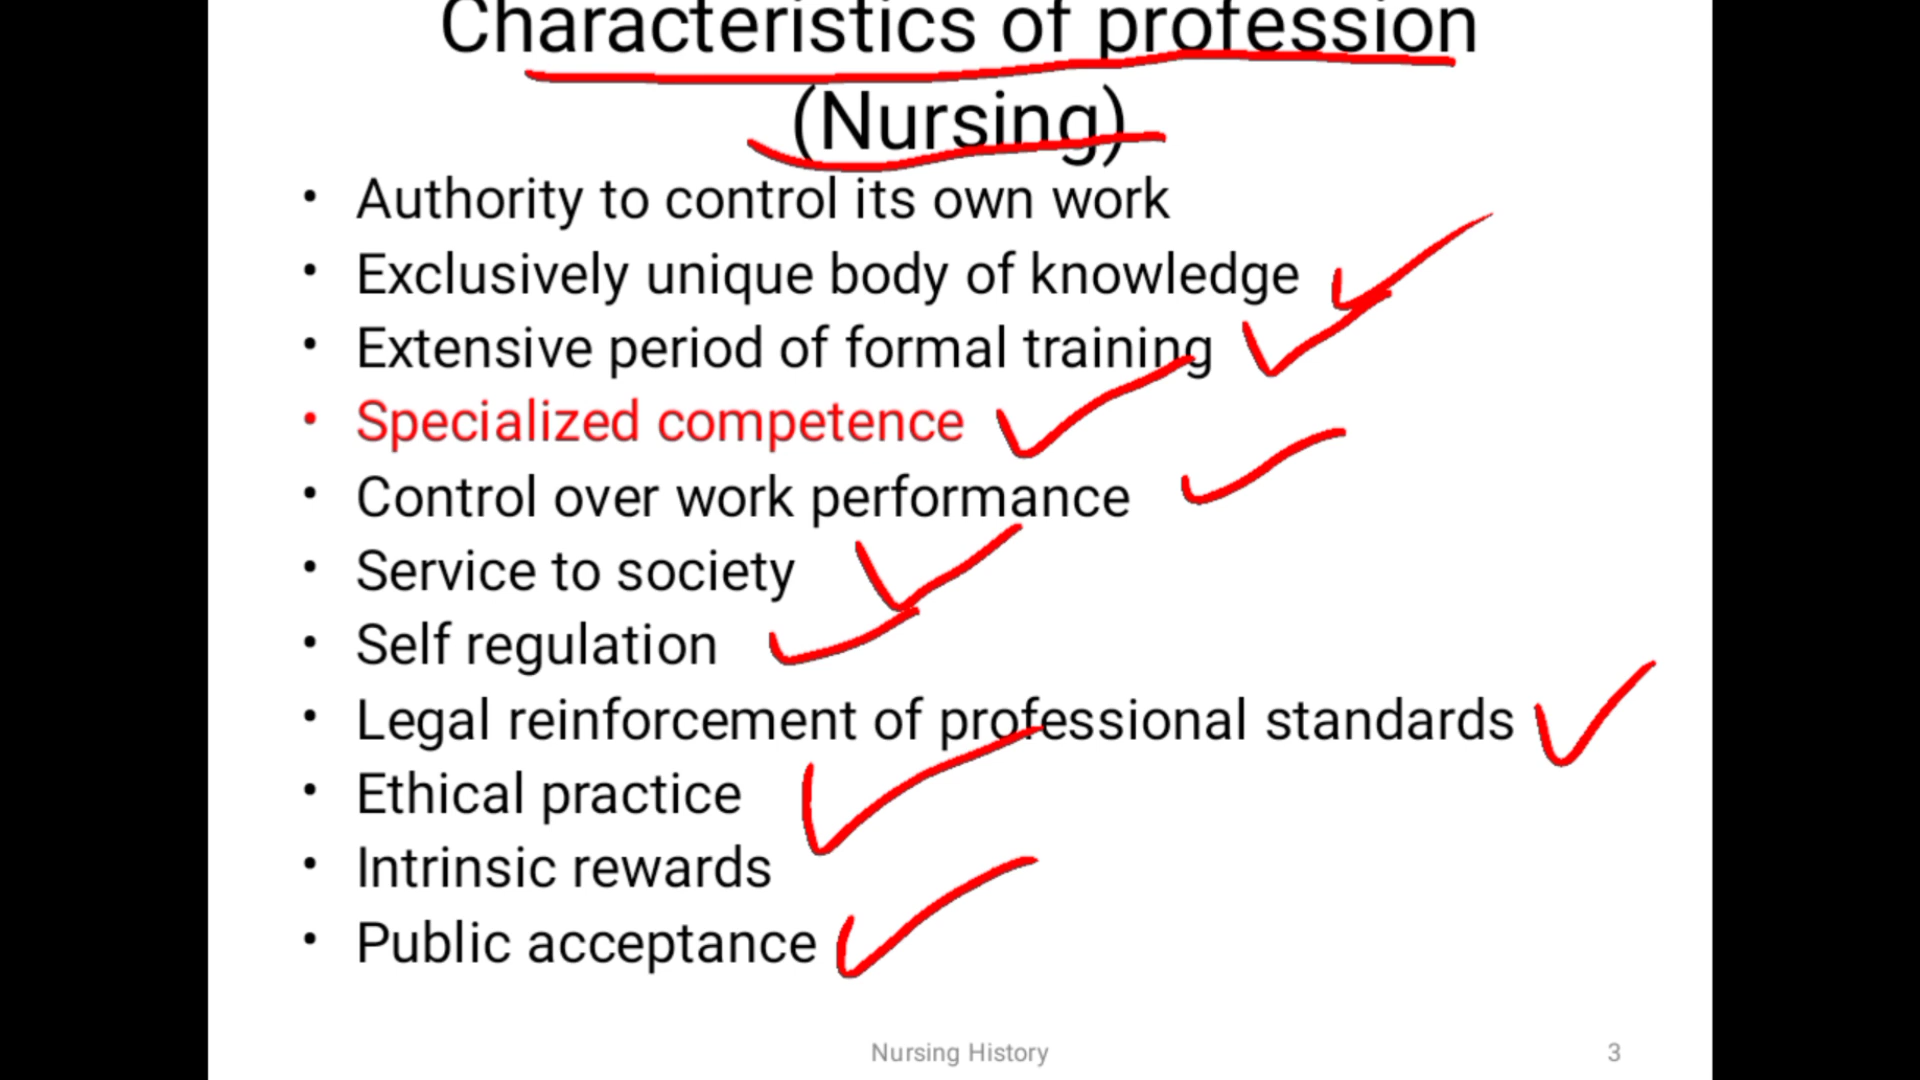 Characteristics of profession
(Nursing)
• Authority to control its own work
• Exclusively unique body of knowledge
• Extensive period of formal training
• Specialized competence
• Control over work performance
• Service to society
• Self regulation
• Legal reinforcement of professional standards
• Ethical practice
• Intrinsic rewards
• Public acceptance
Nursing History
3